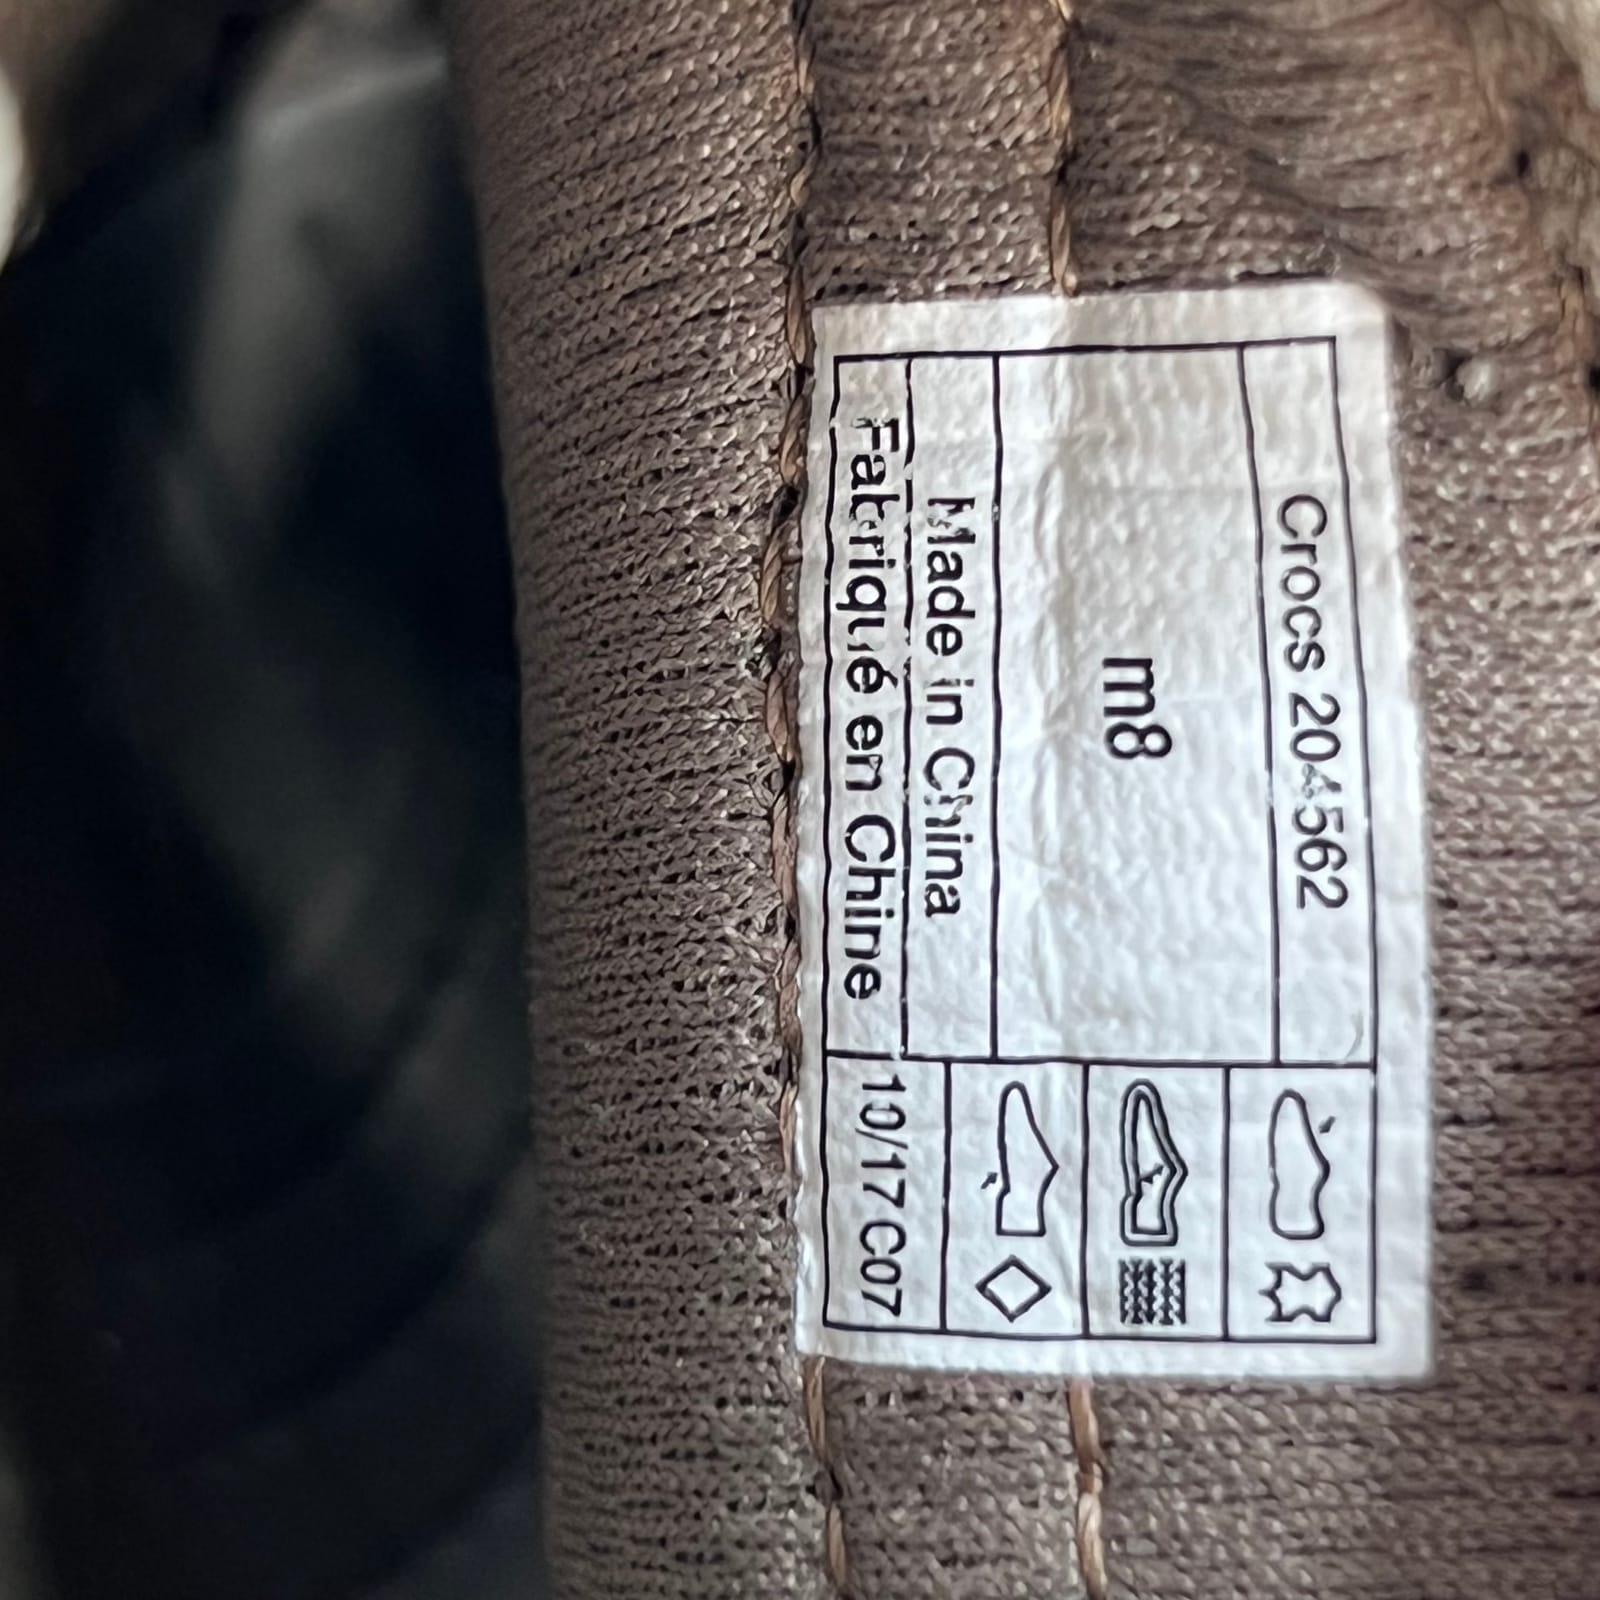 Crocs 204562
m8
Made in China
Fabriqué en Chine
10/17 C07